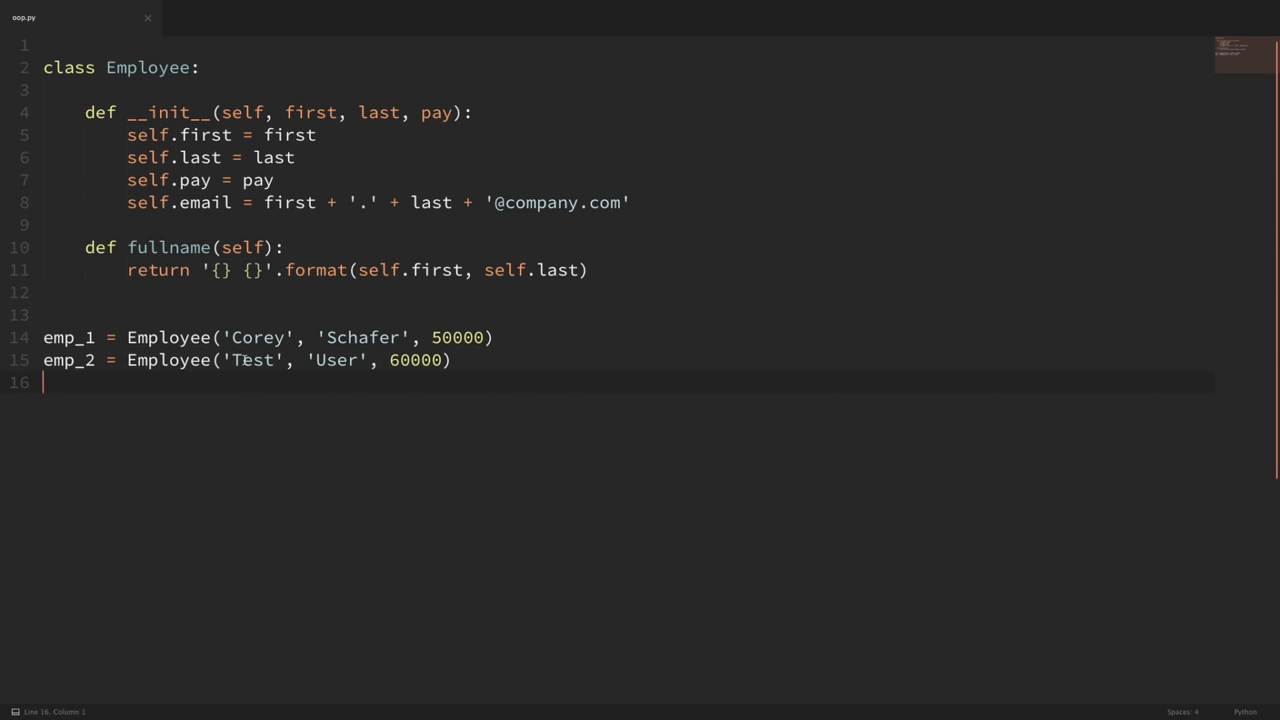 oop.py ×
1
2 class Employee:
3
4     def __init__(self, first, last, pay):
5         self.first = first
6         self.last = last
7         self.pay = pay
8         self.email = first + '.' + last + '@company.com'
9
10     def fullname(self):
11         return '{} {}'.format(self.first, self.last)
12
13
14 emp_1 = Employee('Corey', 'Schafer', 50000)
15 emp_2 = Employee('Test', 'User', 60000)
16
Line 16, Column 1 Spaces: 4 Python